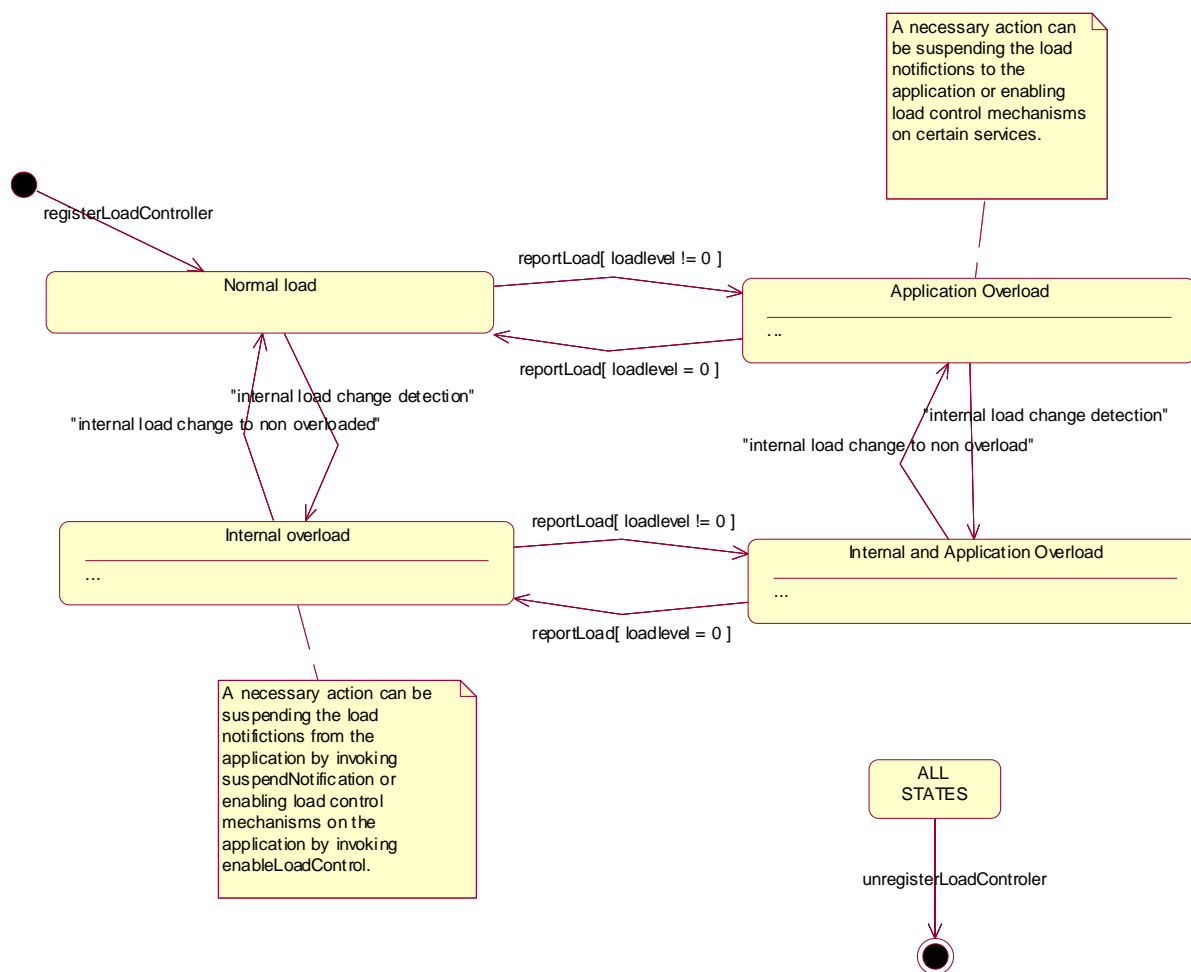 A necessary action can
be suspending the load
notifictions to the
application or enabling
load control mechanisms
on certain services.
registerLoadController
reportLoad[ loadlevel != 0 ]
Normal load
Application Overload
...
reportLoad[ loadlevel = 0 ]
"internal load change detection"
"internal load change to non overloaded"
"internal load change detection"
"internal load change to non overload"
reportLoad[ loadlevel != 0 ]
Internal overload
...
Internal and Application Overload
...
reportLoad[ loadlevel = 0 ]
A necessary action can be
suspending the load
notifictions from the
application by invoking
suspendNotification or
enabling load control
mechanisms on the
application by invoking
enableLoadControl.
ALL
STATES
unregisterLoadControler